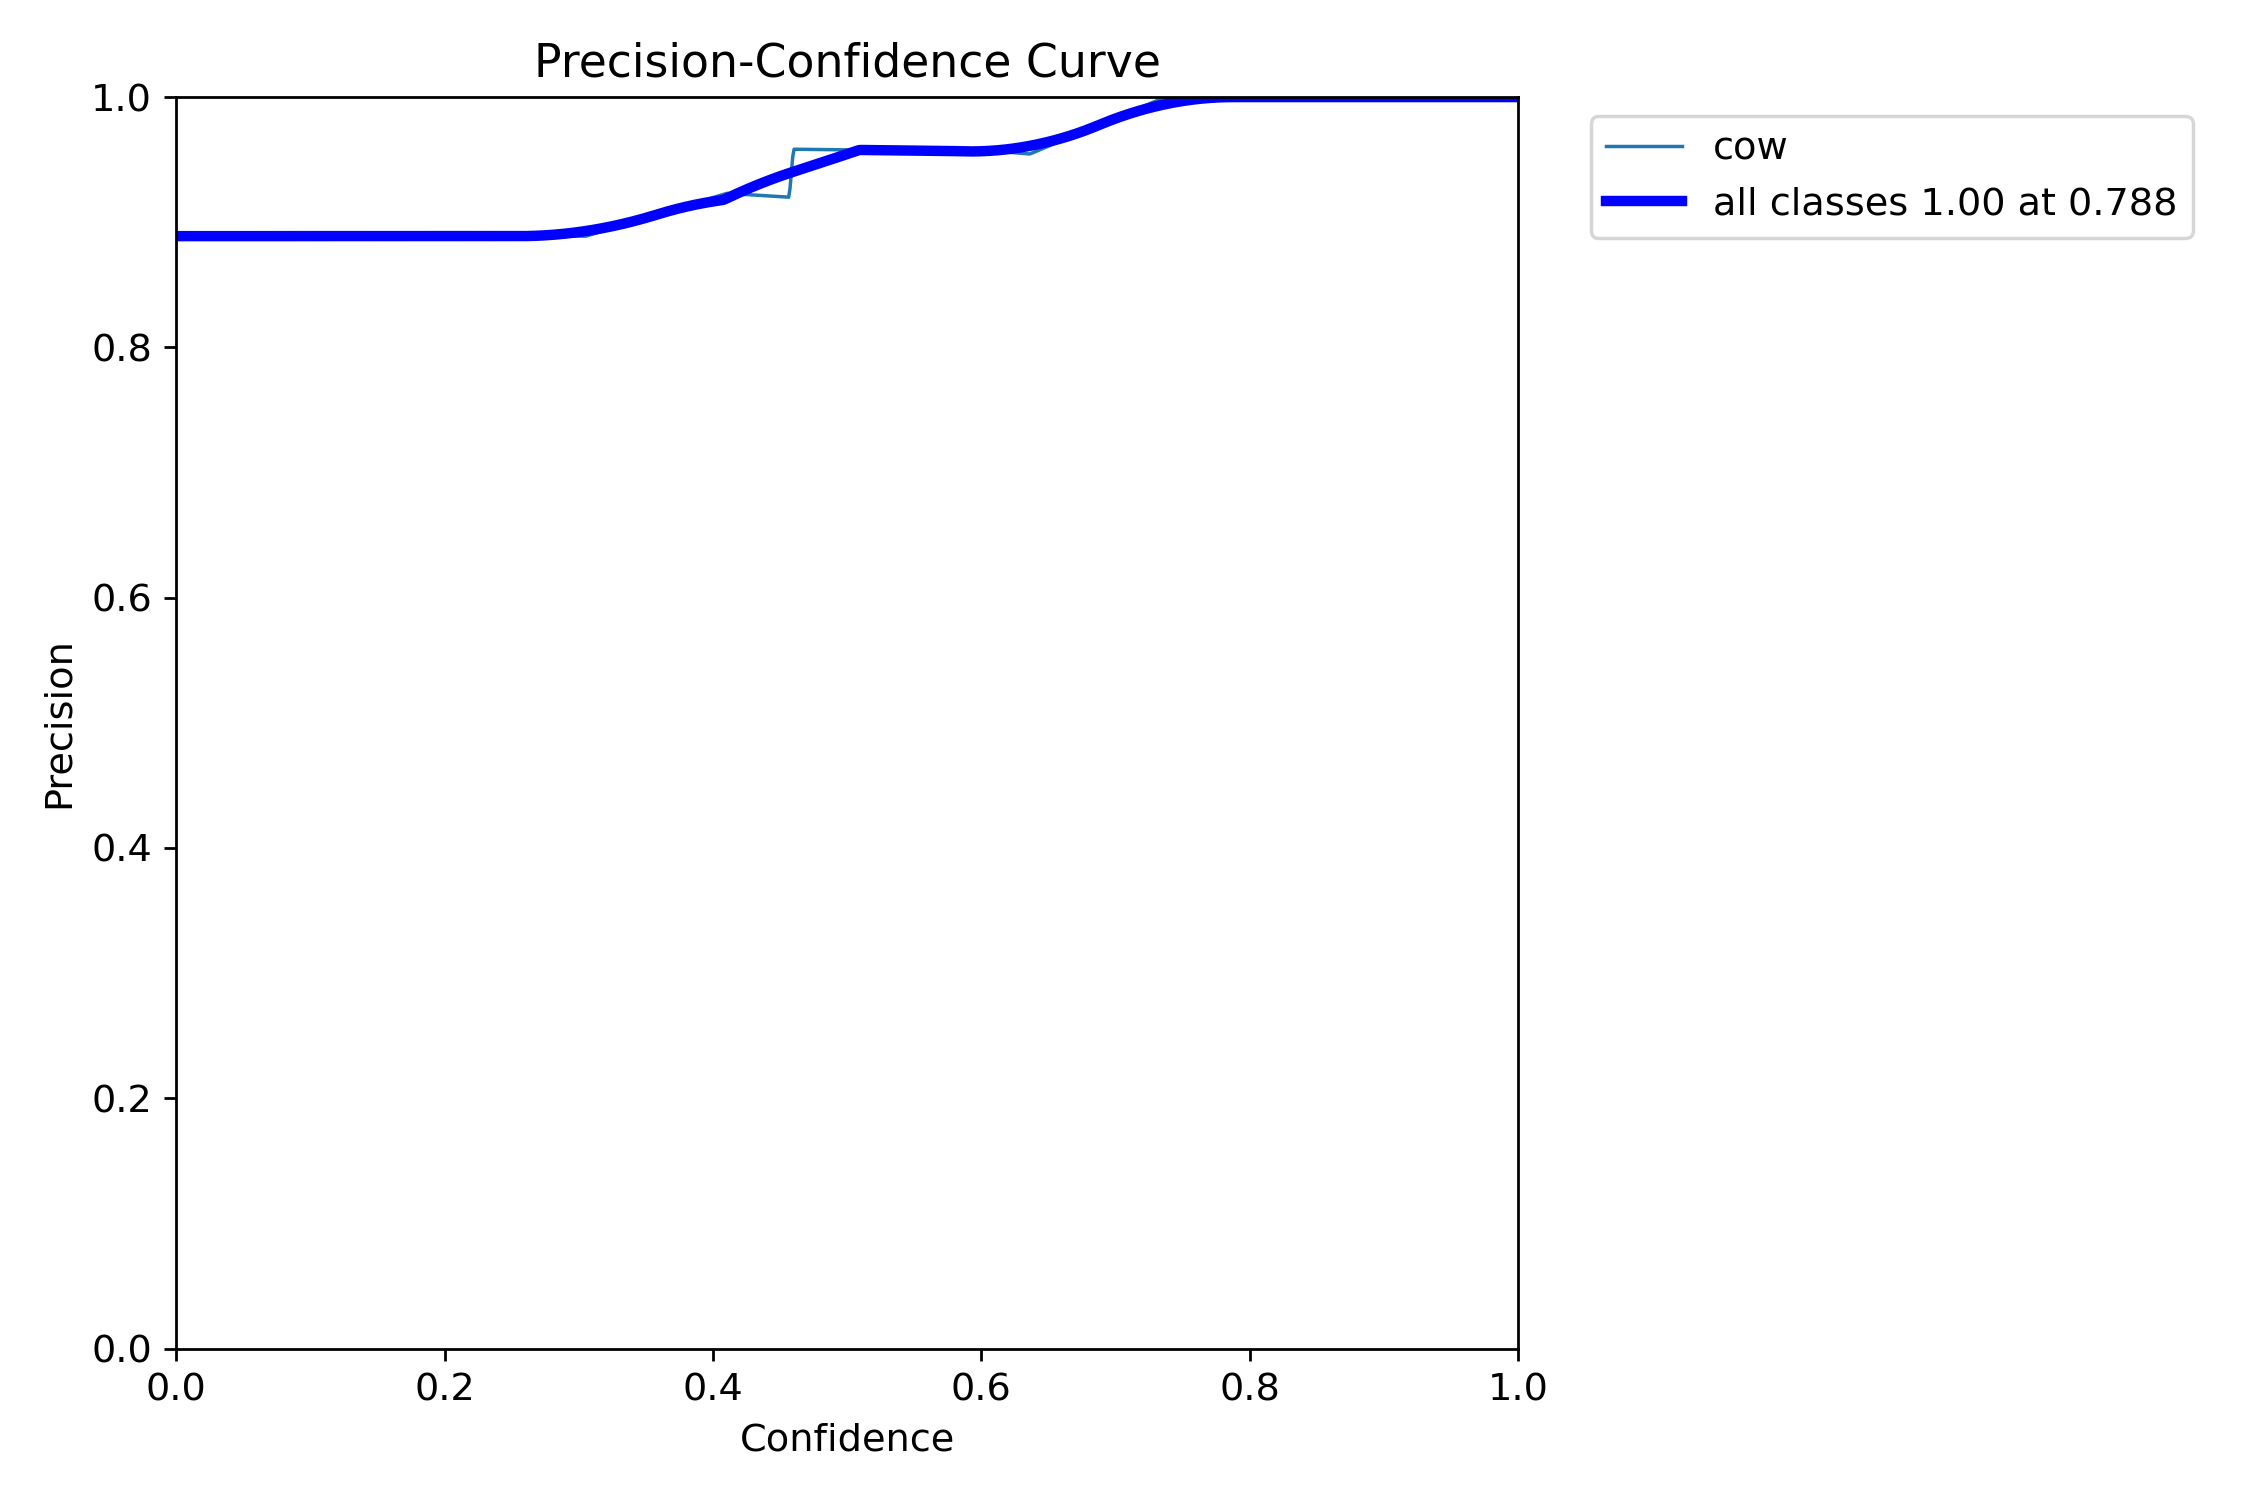 Precision-Confidence Curve
1.0
0.8
0.6
0.4
0.2
0.0
Precision
0.0 0.2 0.4 0.6 0.8 1.0
Confidence
cow
all classes 1.00 at 0.788